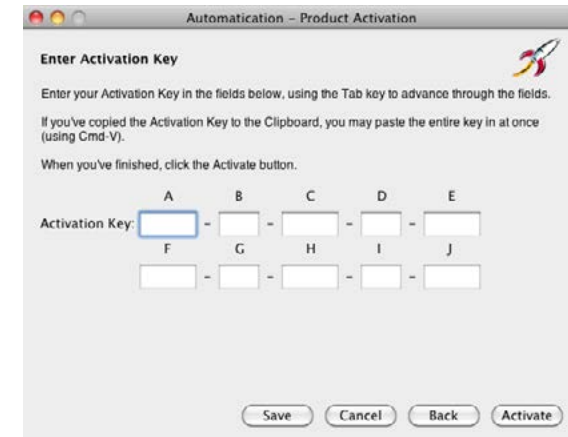 Automatication – Product Activation
Enter Activation Key
Enter your Activation Key in the fields below, using the Tab key to advance through the fields.
If you've copied the Activation Key to the Clipboard, you may paste the entire key in at once
(using Cmd-V).
When you've finished, click the Activate button.
A B C D E
Activation Key: - - - -
F G H I J
- - - -
Save Cancel Back Activate